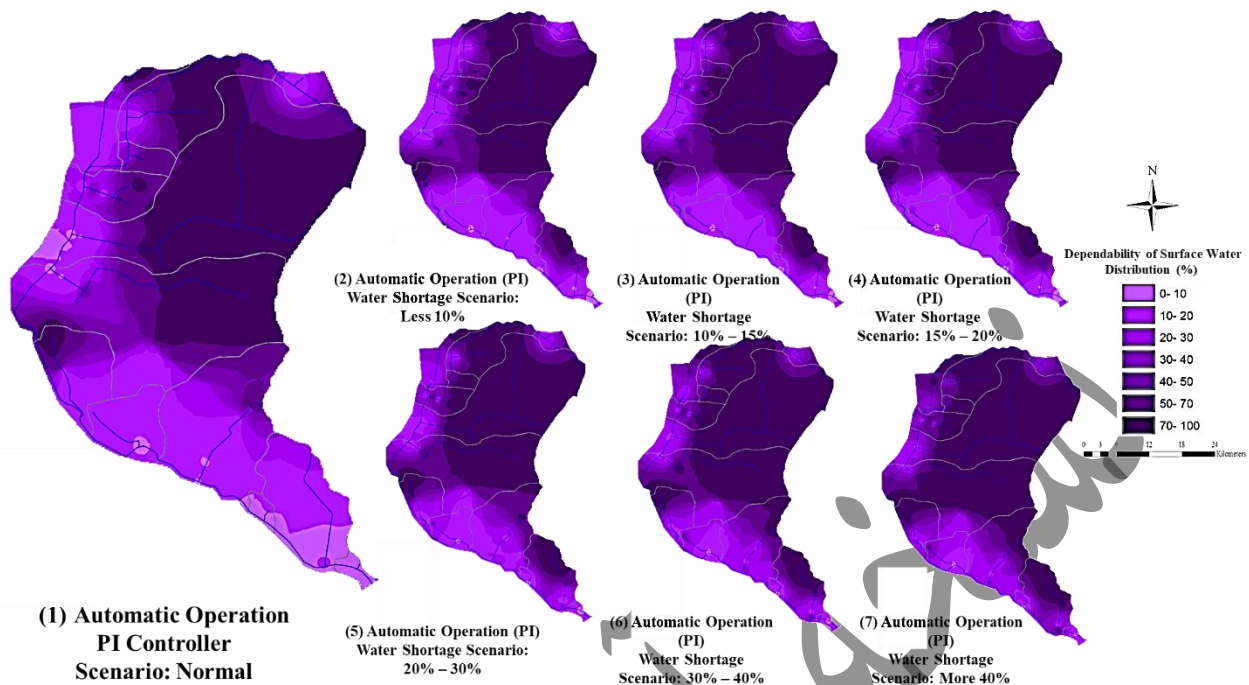 (2) Automatic Operation (PI)
Water Shortage Scenario:
Less 10%
(3) Automatic Operation
(PI)
Water Shortage
Scenario: 10% – 15%
(4) Automatic Operation
(PI)
Water Shortage
Scenario: 15% – 20%
N
Dependability of Surface Water
Distribution (%)
0- 10
10- 20
20- 30
30- 40
40- 50
50- 70
70- 100
0 3 6 12 18 24
Kilometers
(1) Automatic Operation
PI Controller
Scenario: Normal
(5) Automatic Operation (PI)
Water Shortage Scenario:
20% – 30%
(6) Automatic Operation
(PI)
Water Shortage
Scenario: 30% – 40%
(7) Automatic Operation
(PI)
Water Shortage
Scenario: More 40%